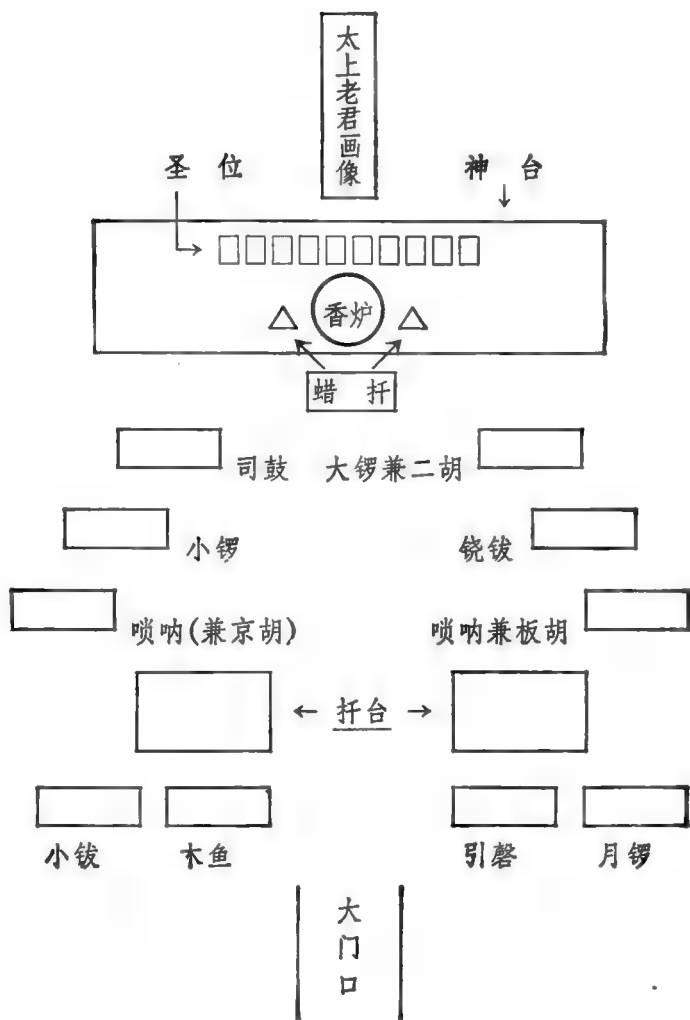 太上老君画像
圣位
神台
香炉
蜡扦
司鼓 大锣兼二胡
小锣 铙钹
唢呐(兼京胡) 唢呐兼板胡
← 扦台 →
小钹 木鱼 引磬 月锣
大门口